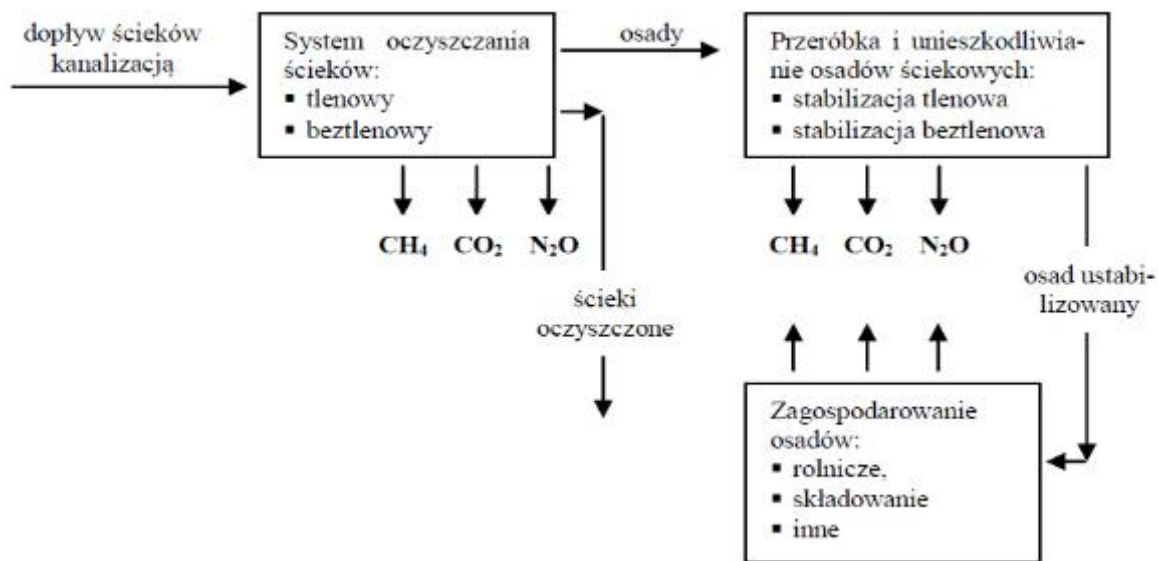 dopływ ścieków
kanalizacją
System oczyszczania
ścieków:
▪ tlenowy
▪ beztlenowy
osady
Przeróbka i unieszkodliwia-
nie osadów ściekowych:
▪ stabilizacja tlenowa
▪ stabilizacja beztlenowa
CH₄ CO₂ N₂O
CH₄ CO₂ N₂O
ścieki
oczyszczone
osad ustabi-
lizowany
Zagospodarowanie
osadów:
▪ rolnicze,
▪ składowanie
▪ inne